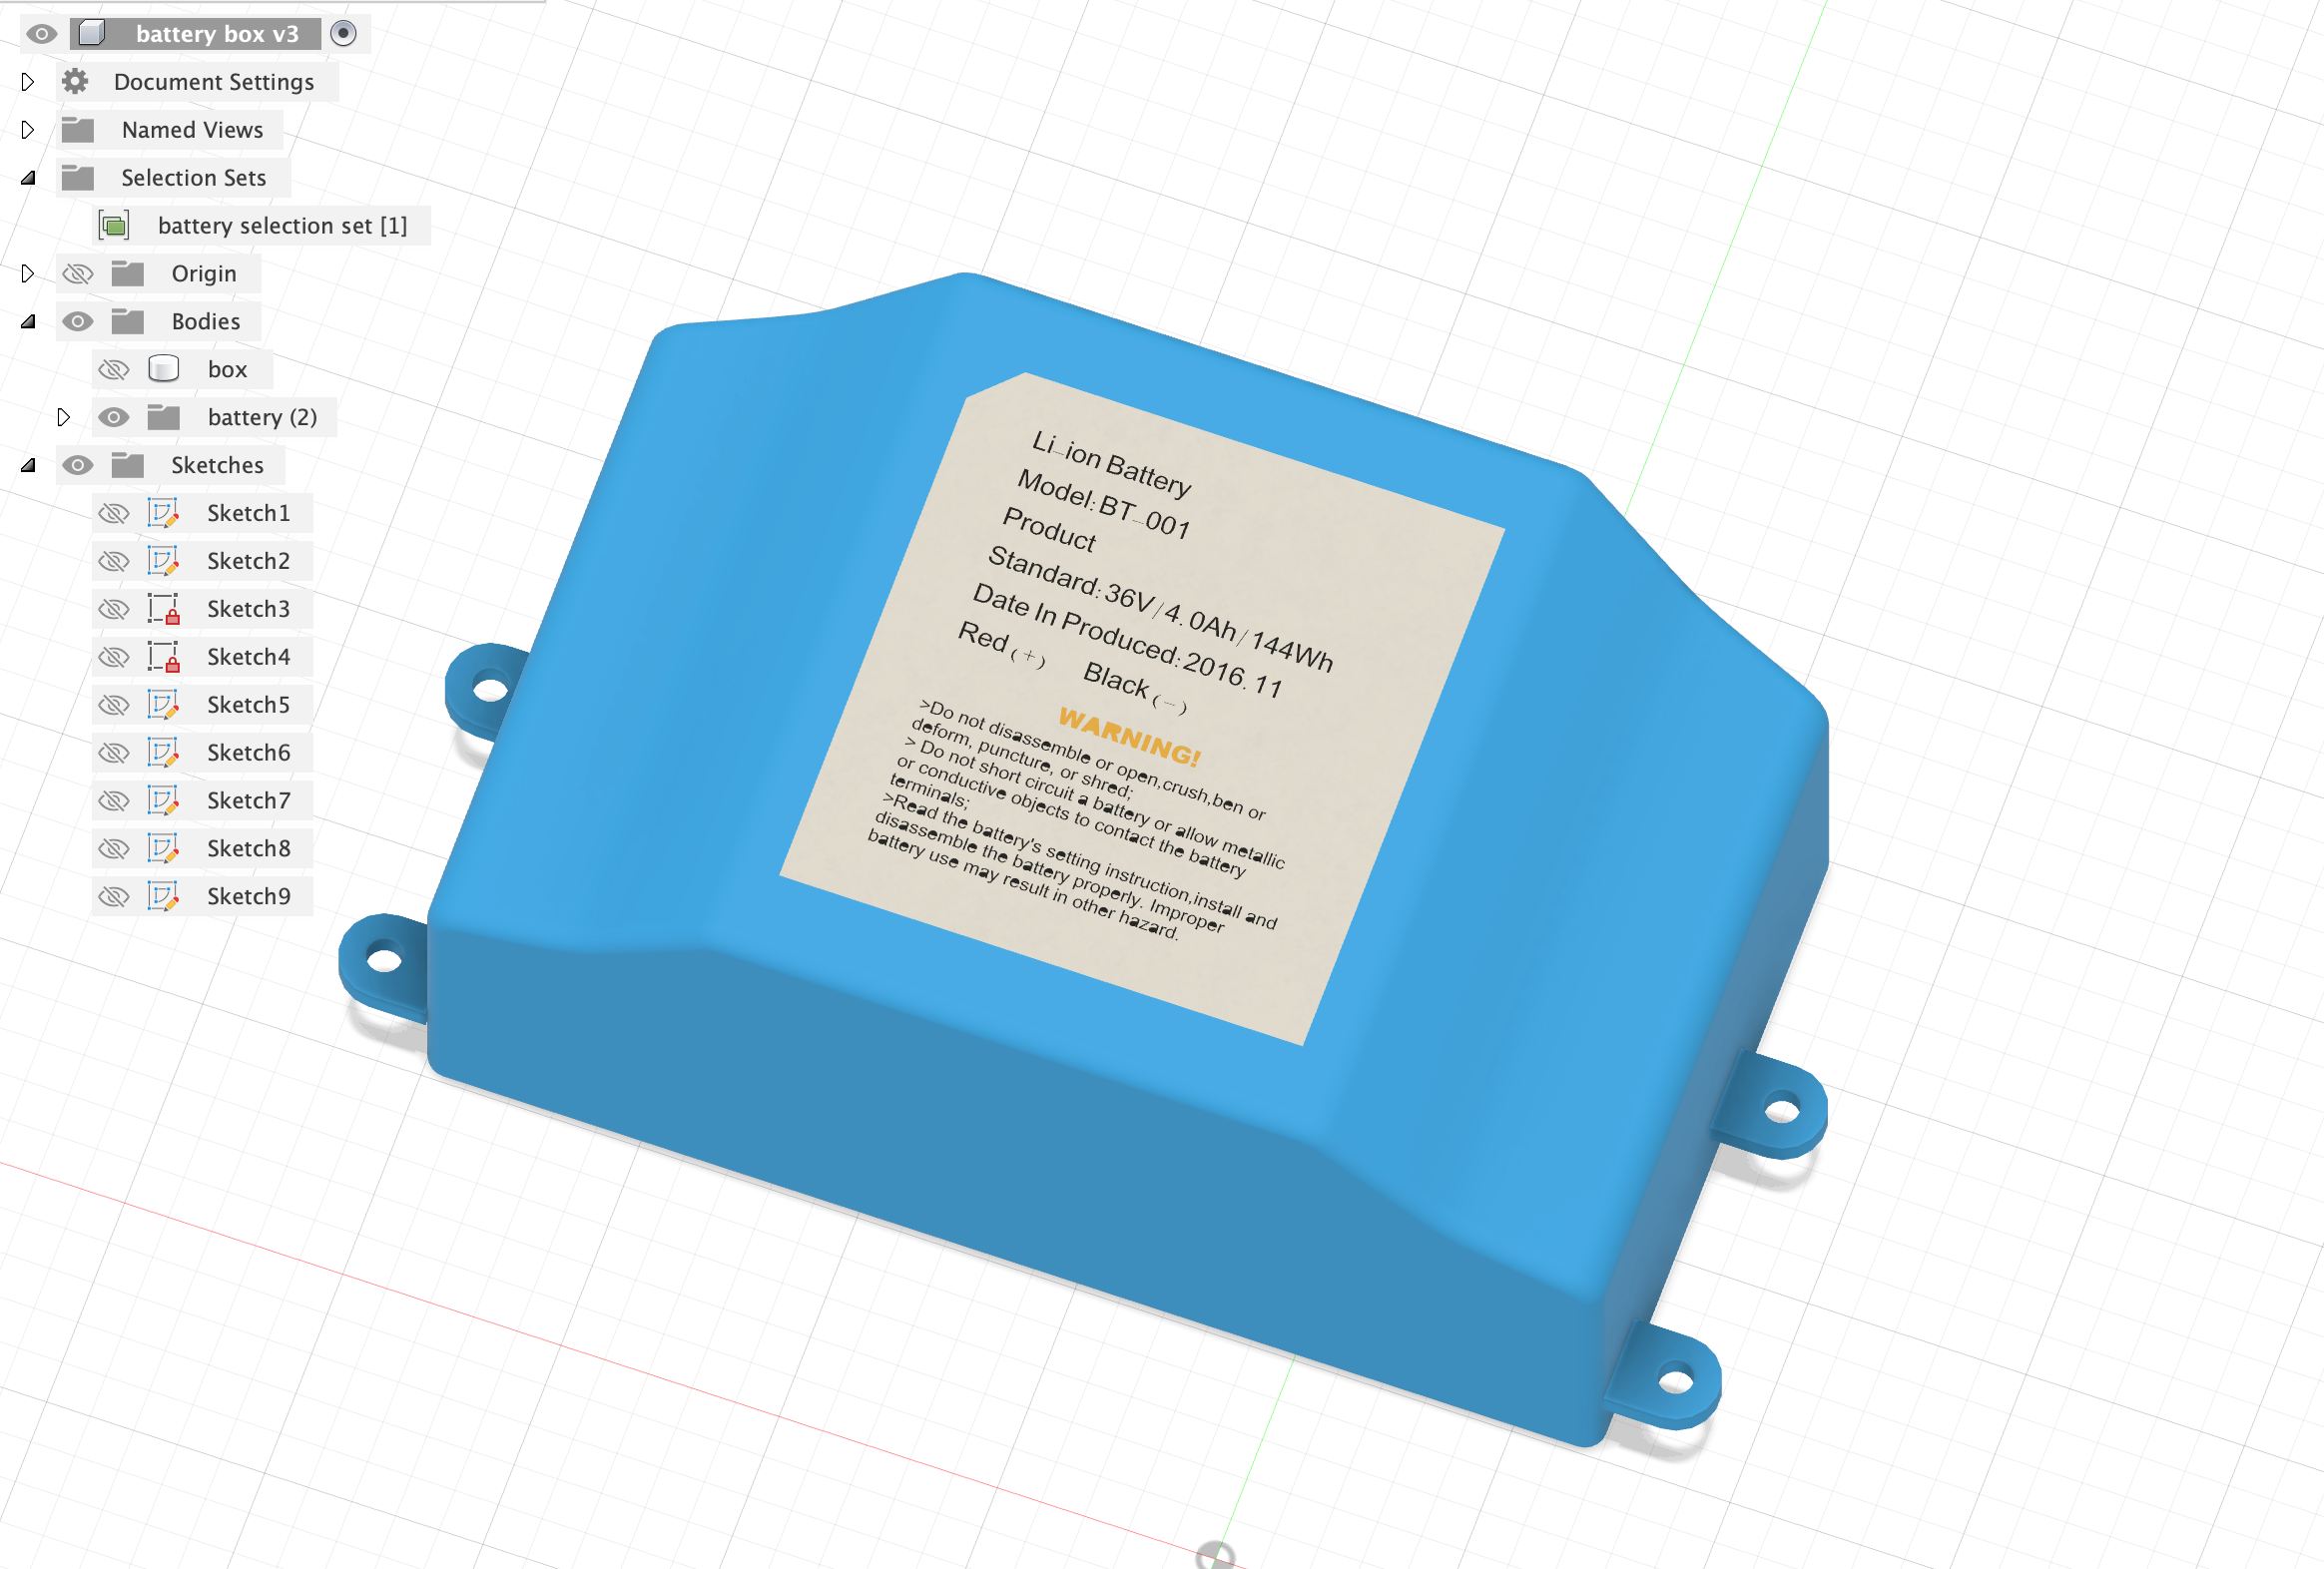 battery box v3
Document Settings
Named Views
Selection Sets
battery selection set [1]
Origin
Bodies
box
battery (2)
Sketches
Sketch1
Sketch2
Sketch3
Sketch4
Sketch5
Sketch6
Sketch7
Sketch8
Sketch9
Li-ion Battery
Model: BT-001
Product
Standard: 36V/4.0Ah/144Wh
Date In Produced: 2016.11
Red (+) Black (-)
WARNING!
>Do not disassemble or open,crush,ben or
deform, puncture, or shred;
> Do not short circuit a battery or allow metallic
or conductive objects to contact the battery
terminals;
>Read the battery's setting instruction,install and
disassemble the battery properly. Improper
battery use may result in other hazard.